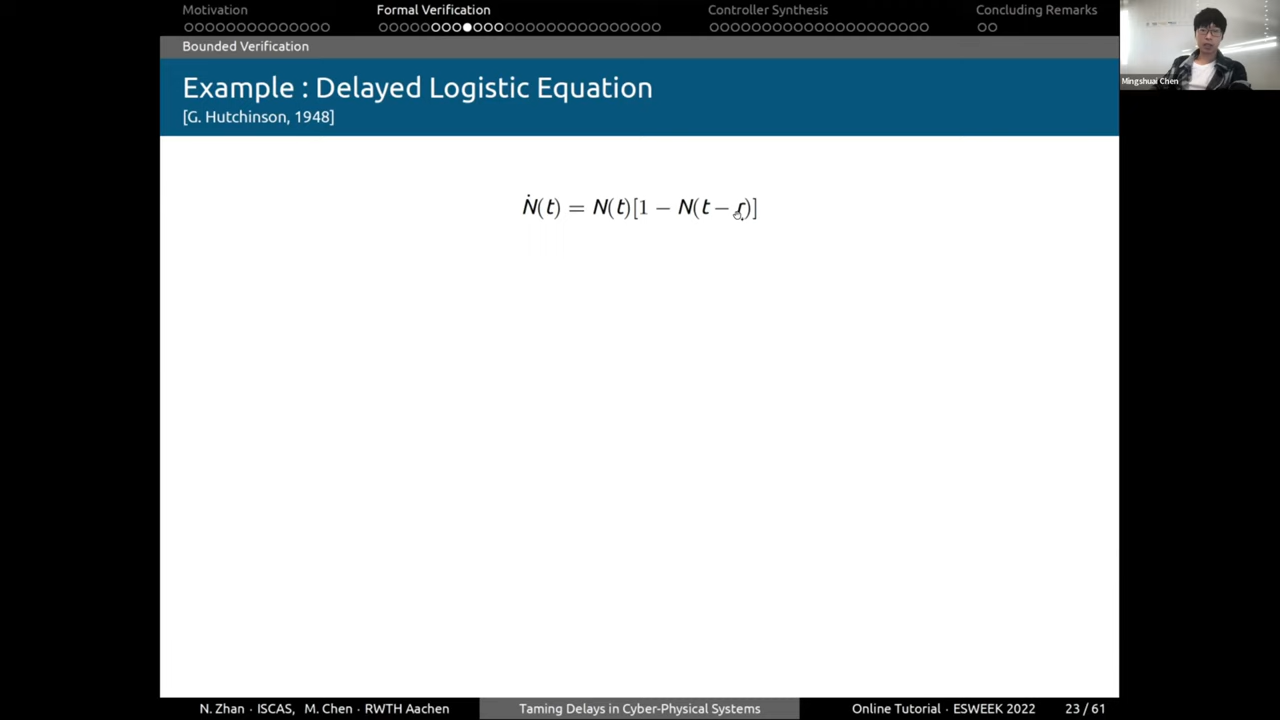 Motivation
Formal Verification
Controller Synthesis
Concluding Remarks
Mingshuai Chen
Bounded Verification
Example : Delayed Logistic Equation
[G. Hutchinson, 1948]
Ṅ(t) = N(t)[1 − N(t − r)]
N. Zhan · ISCAS, M. Chen · RWTH Aachen
Taming Delays in Cyber-Physical Systems
Online Tutorial · ESWEEK 2022
23 / 61